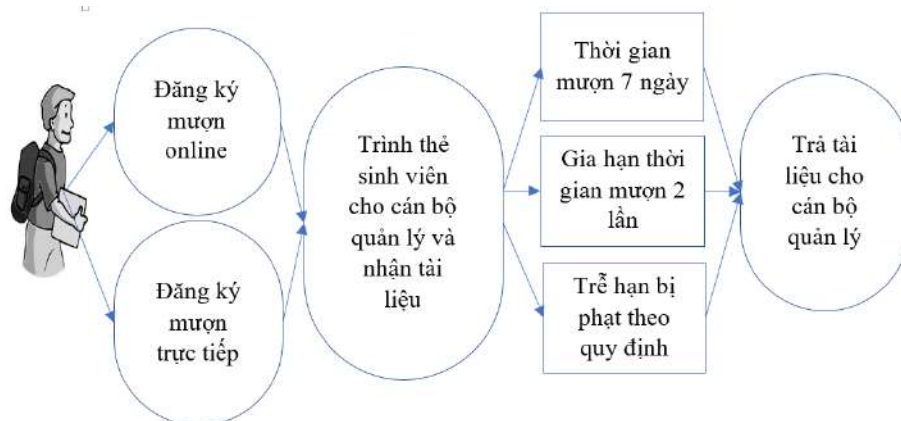 Đăng ký
mượn
online
Đăng ký
mượn
trực tiếp
Trình thẻ
sinh viên
cho cán bộ
quản lý và
nhận tài
liệu
Thời gian
mượn 7 ngày
Gia hạn thời
gian mượn 2
lần
Trễ hạn bị
phạt theo
quy định
Trả tài
liệu cho
cán bộ
quản lý